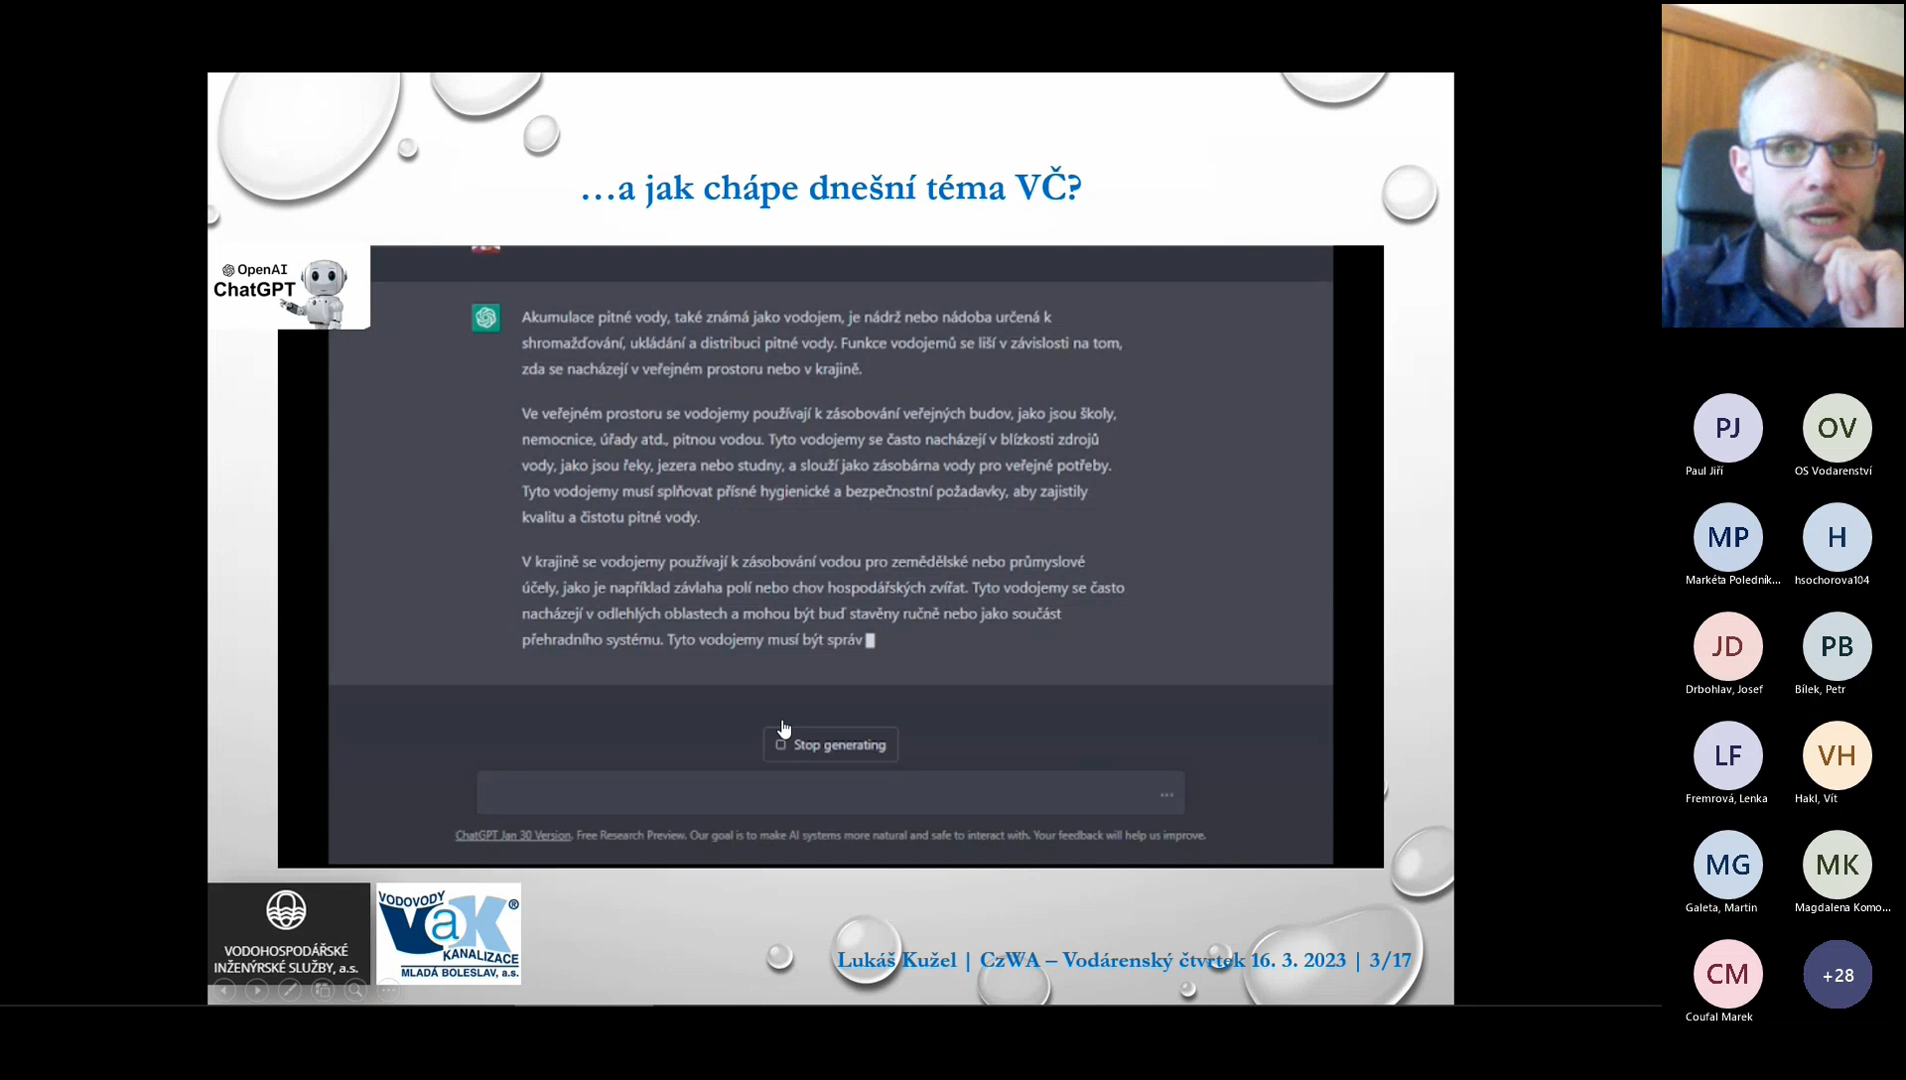 …a jak chápe dnešní téma VČ?
OpenAI
ChatGPT
Akumulace pitné vody, také známá jako vodojem, je nádrž nebo nádoba určená k
shromažďování, ukládání a distribuci pitné vody. Funkce vodojemů se liší v závislosti na tom,
zda se nacházejí v veřejném prostoru nebo v krajině.
Ve veřejném prostoru se vodojemy používají k zásobování veřejných budov, jako jsou školy,
nemocnice, úřady atd., pitnou vodou. Tyto vodojemy se často nacházejí v blízkosti zdrojů
vody, jako jsou řeky, jezera nebo studny, a slouží jako zásobárna vody pro veřejné potřeby.
Tyto vodojemy musí splňovat přísné hygienické a bezpečnostní požadavky, aby zajistily
kvalitu a čistotu pitné vody.
V krajině se vodojemy používají k zásobování vodou pro zemědělské nebo průmyslové
účely, jako je například závlaha polí nebo chov hospodářských zvířat. Tyto vodojemy se často
nacházejí v odlehlých oblastech a mohou být buď stavěny ručně nebo jako součást
přehradního systému. Tyto vodojemy musí být správ
Stop generating
ChatGPT Jan 30 Version. Free Research Preview. Our goal is to make AI systems more natural and safe to interact with. Your feedback will help us improve.
VODOHOSPODÁŘSKÉ
INŽENÝRSKÉ SLUŽBY, a.s.
VODOVODY
VaK®
KANALIZACE
MLADÁ BOLESLAV, a.s.
Lukáš Kužel | CzWA – Vodárenský čtvrtek 16. 3. 2023 | 3/17
PJ
Paul Jiří
OV
OS Vodarenství
MP
Markéta Poledník...
H
hsochorova104
JD
Drbohlav, Josef
PB
Bílek, Petr
LF
Fremrová, Lenka
VH
Hakl, Vít
MG
Galeta, Martin
MK
Magdalena Komo...
CM
Coufal Marek
+28